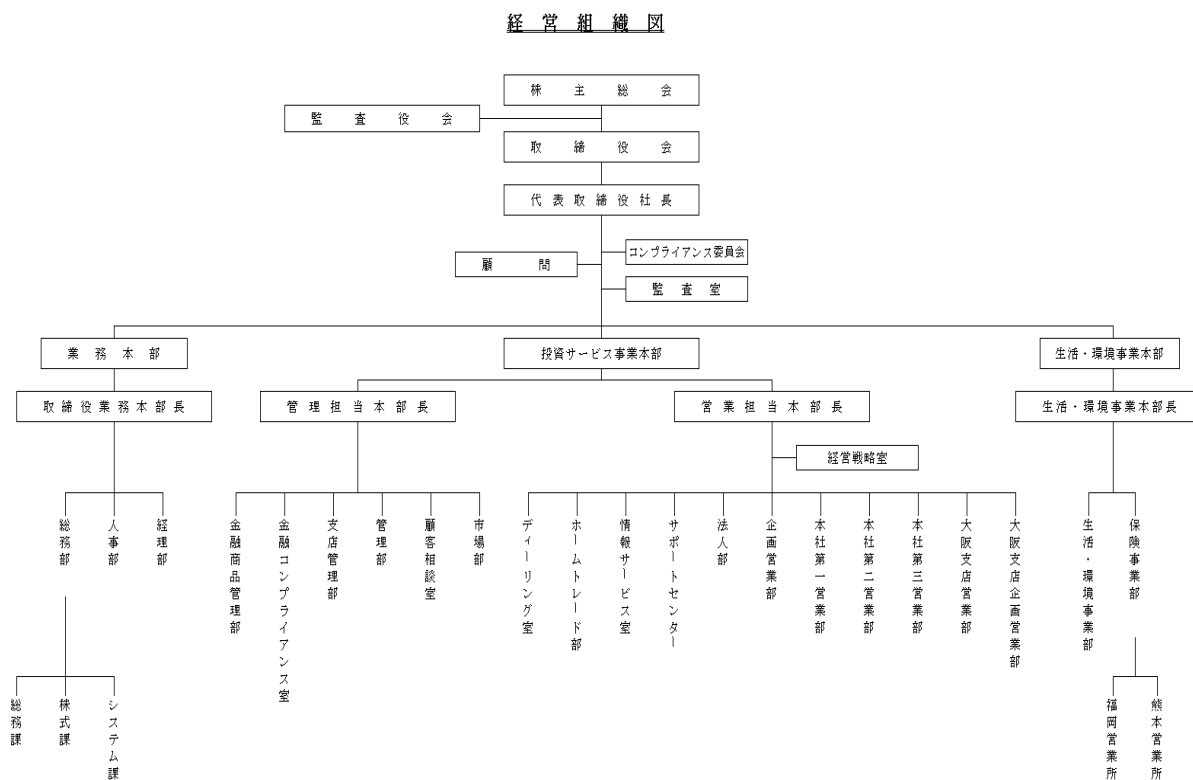 経営組織図
株主総会
監査役会
取締役会
代表取締役社長
コンプライアンス委員会
顧問
監査室
業務本部
投資サービス事業本部
生活・環境事業本部
取締役業務本部長
管理担当本部長
営業担当本部長
生活・環境事業本部長
経営戦略室
総務部
人事部
経理部
金融商品管理部
金融コンプライアンス室
支店管理部
管理部
顧客相談室
市場部
ディーリング室
ホームトレード部
情報サービス室
サポートセンター
法人部
企画営業部
本社第一営業部
本社第二営業部
本社第三営業部
大阪支店営業部
大阪支店企画営業部
生活・環境事業部
保険事業部
総務課
株式課
システム課
福岡営業所
熊本営業所